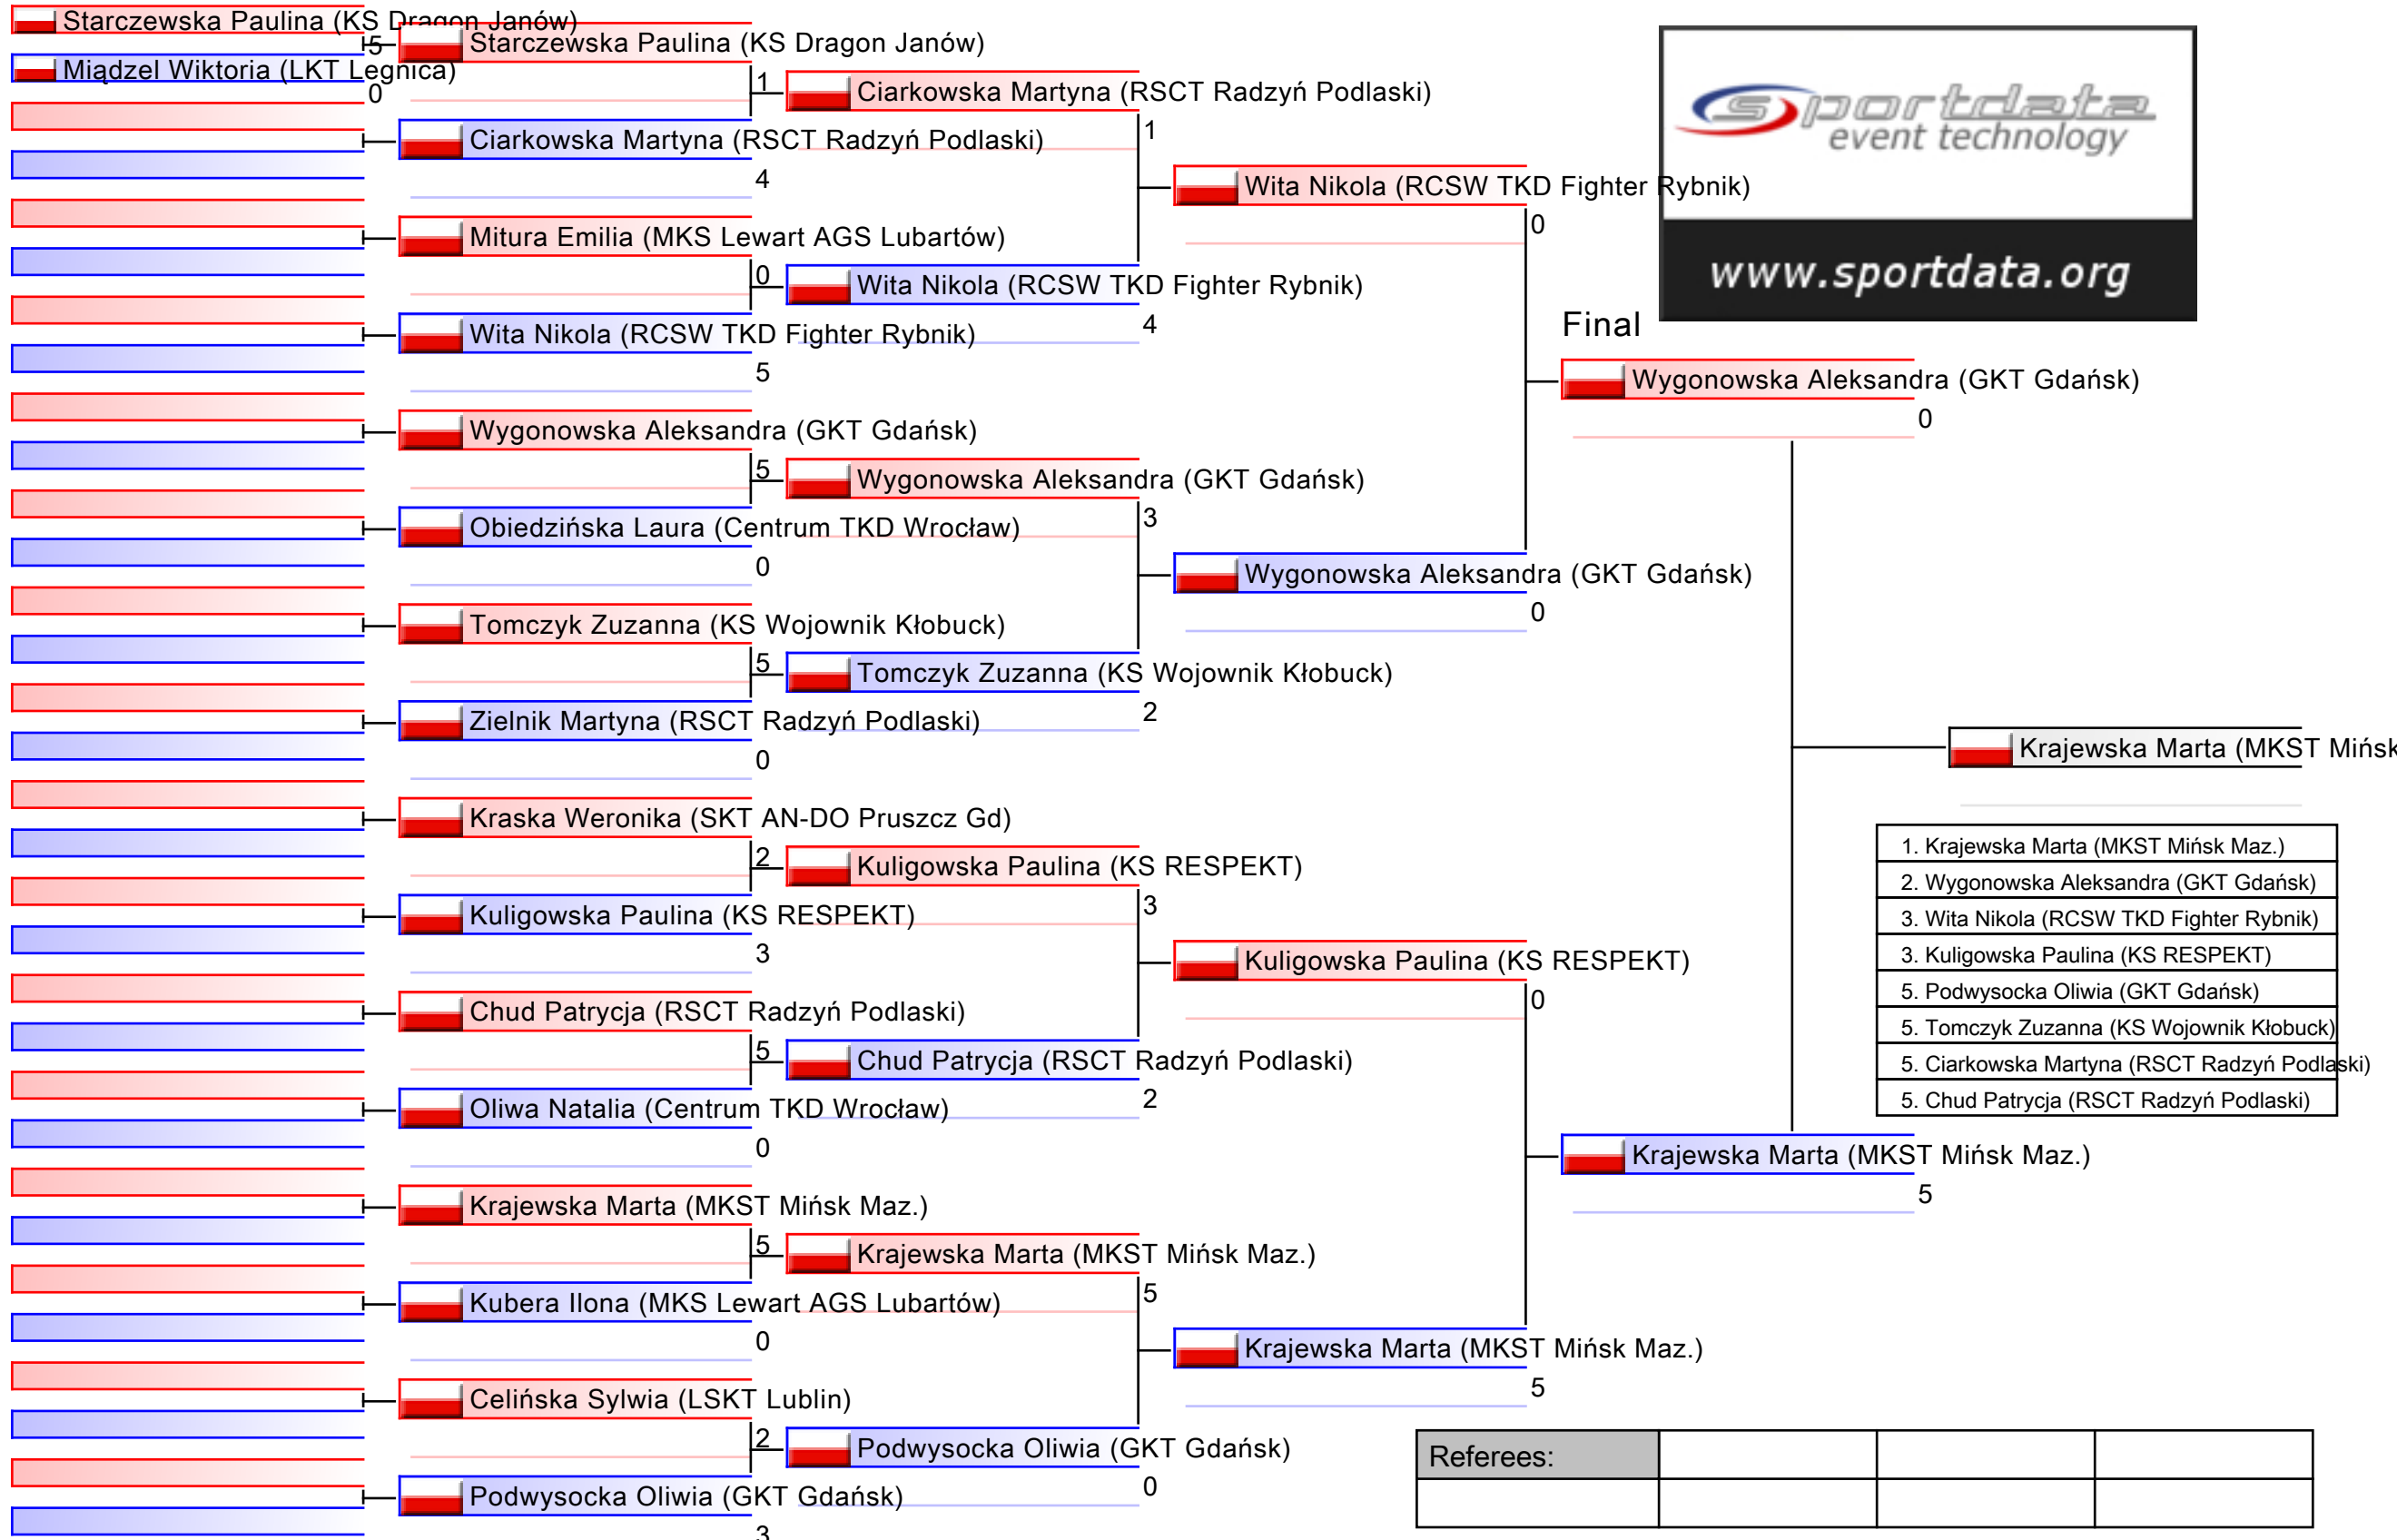 Starczewska Paulina (KS Dragon Janów)
5
Miądzel Wiktoria (LKT Legnica)
0
Starczewska Paulina (KS Dragon Janów)
1
Ciarkowska Martyna (RSCT Radzyń Podlaski)
4
Mitura Emilia (MKS Lewart AGS Lubartów)
0
Wita Nikola (RCSW TKD Fighter Rybnik)
5
Wygonowska Aleksandra (GKT Gdańsk)
5
Obiedzińska Laura (Centrum TKD Wrocław)
0
Tomczyk Zuzanna (KS Wojownik Kłobuck)
5
Zielnik Martyna (RSCT Radzyń Podlaski)
0
Kraska Weronika (SKT AN-DO Pruszcz Gd)
2
Kuligowska Paulina (KS RESPEKT)
3
Chud Patrycja (RSCT Radzyń Podlaski)
5
Oliwa Natalia (Centrum TKD Wrocław)
0
Krajewska Marta (MKST Mińsk Maz.)
5
Kubera Ilona (MKS Lewart AGS Lubartów)
0
Celińska Sylwia (LSKT Lublin)
2
Podwysocka Oliwia (GKT Gdańsk)
3
Ciarkowska Martyna (RSCT Radzyń Podlaski)
1
Wita Nikola (RCSW TKD Fighter Rybnik)
4
Wygonowska Aleksandra (GKT Gdańsk)
3
Tomczyk Zuzanna (KS Wojownik Kłobuck)
2
Kuligowska Paulina (KS RESPEKT)
3
Chud Patrycja (RSCT Radzyń Podlaski)
2
Krajewska Marta (MKST Mińsk Maz.)
5
Podwysocka Oliwia (GKT Gdańsk)
0
Wita Nikola (RCSW TKD Fighter Rybnik)
0
Wygonowska Aleksandra (GKT Gdańsk)
0
Kuligowska Paulina (KS RESPEKT)
0
Krajewska Marta (MKST Mińsk Maz.)
5
sportdata
event technology
www.sportdata.org
Final
Wygonowska Aleksandra (GKT Gdańsk)
0
Krajewska Marta (MKST Mińsk Maz.)
5
Krajewska Marta (MKST Mińsk
1. Krajewska Marta (MKST Mińsk Maz.)
2. Wygonowska Aleksandra (GKT Gdańsk)
3. Wita Nikola (RCSW TKD Fighter Rybnik)
3. Kuligowska Paulina (KS RESPEKT)
5. Podwysocka Oliwia (GKT Gdańsk)
5. Tomczyk Zuzanna (KS Wojownik Kłobuck)
5. Ciarkowska Martyna (RSCT Radzyń Podlaski)
5. Chud Patrycja (RSCT Radzyń Podlaski)
Referees: